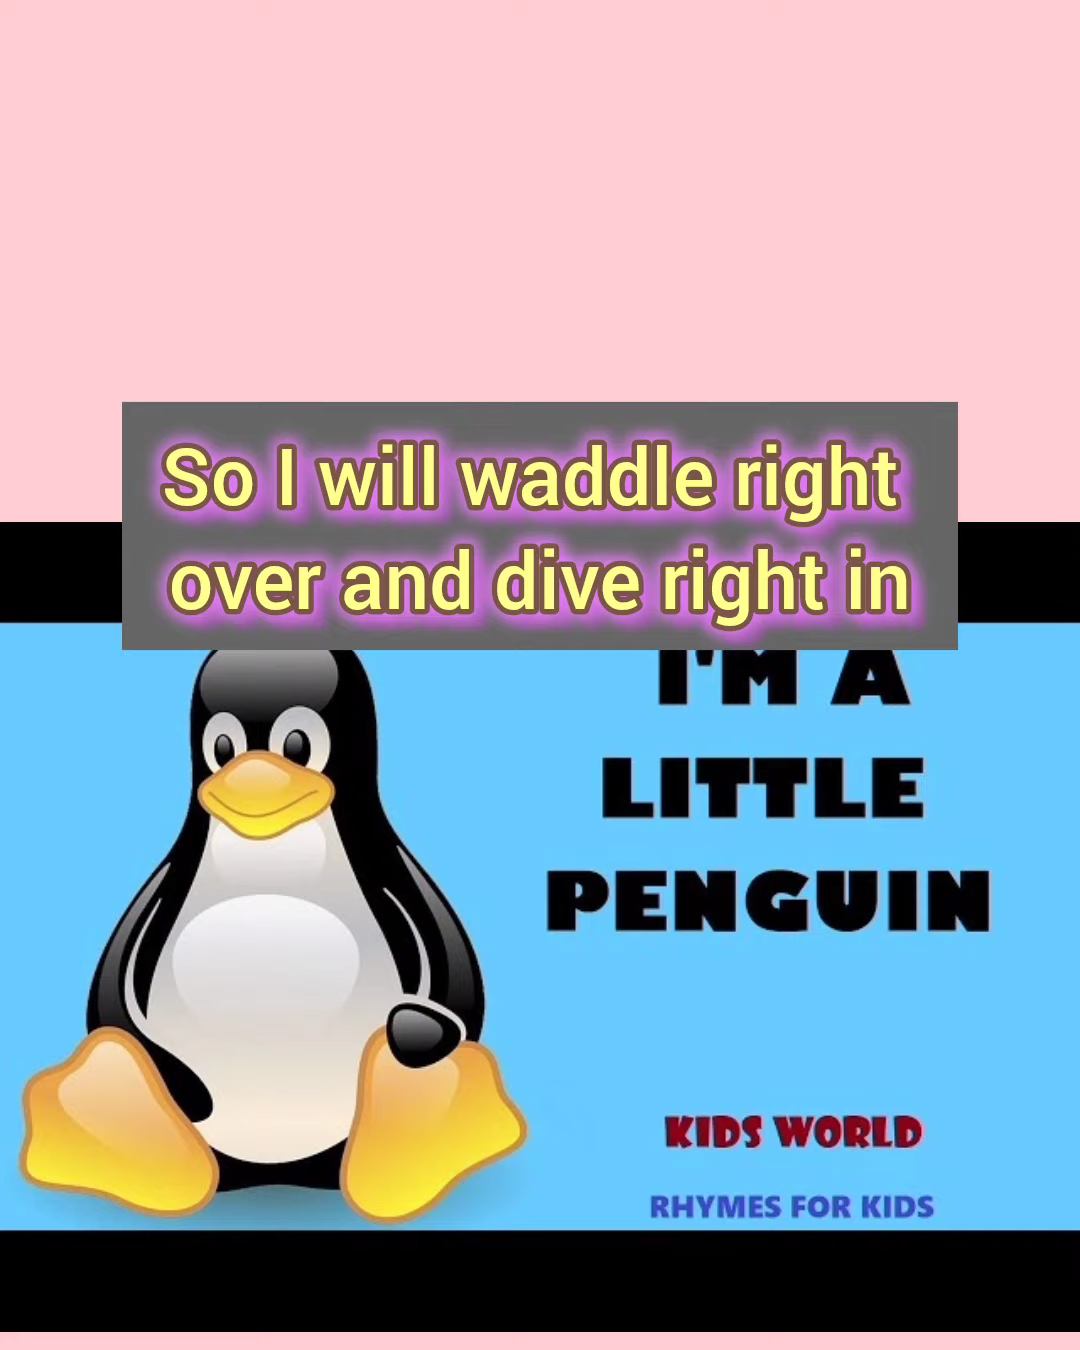 So I will waddle right
over and dive right in
I'M A
LITTLE
PENGUIN
KIDS WORLD
RHYMES FOR KIDS